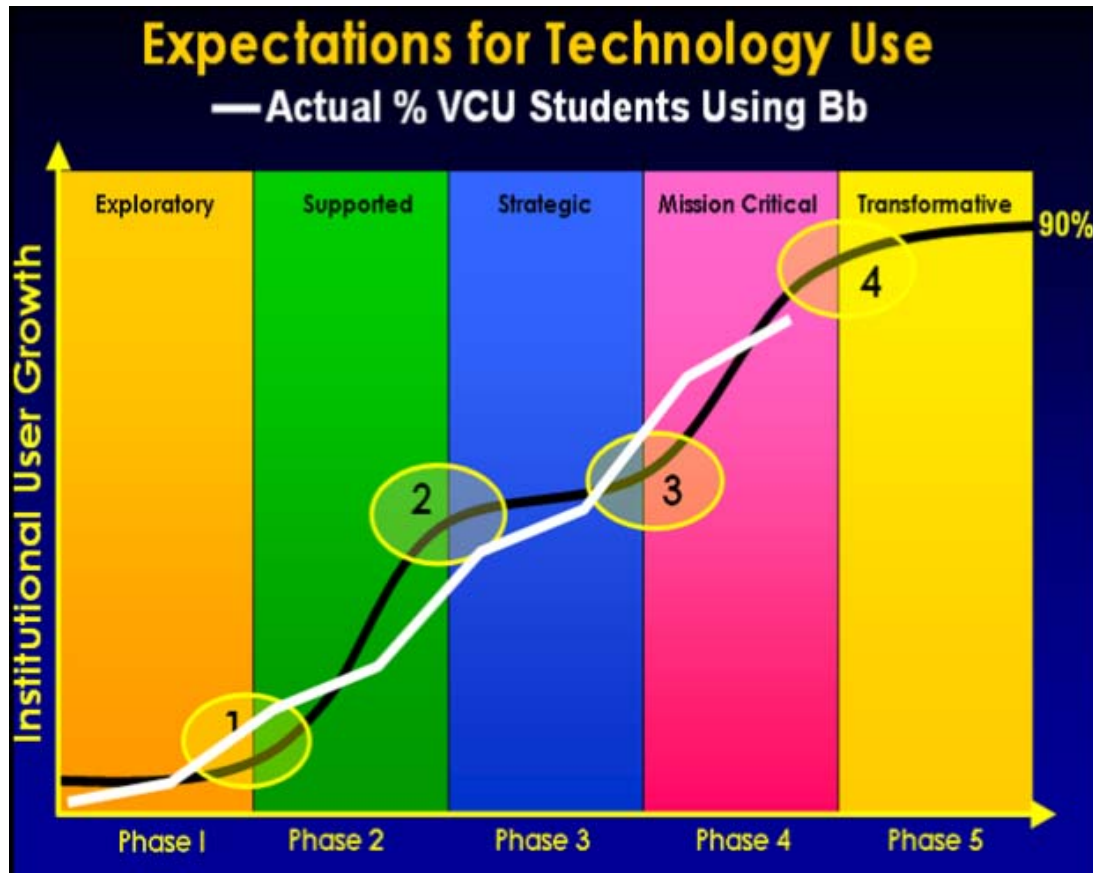 Expectations for Technology Use
Actual % VCU Students Using Bb
Exploratory
Supported
Strategic
Mission Critical
Transformative
90%
Institutional User Growth
1
2
3
4
Phase 1
Phase 2
Phase 3
Phase 4
Phase 5